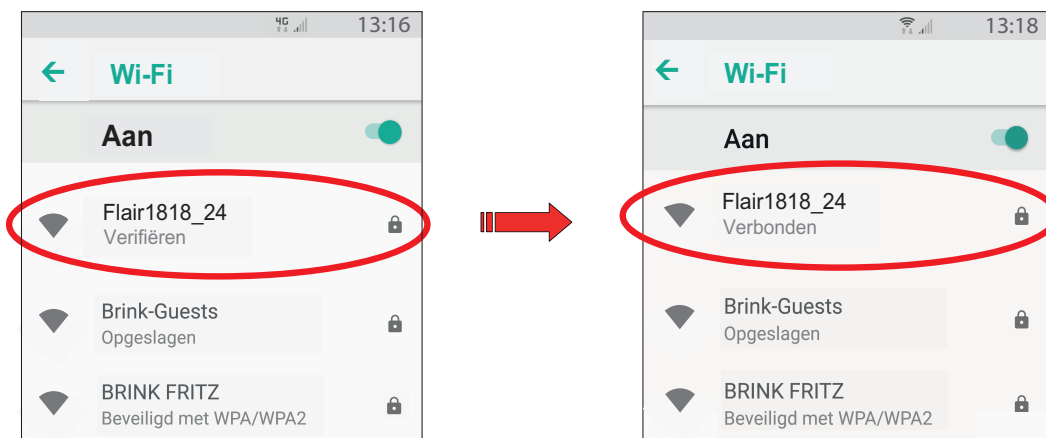 4G 13:16
Wi-Fi
Aan
Flair1818_24
Verifiëren
Brink-Guests
Opgeslagen
BRINK FRITZ
Beveiligd met WPA/WPA2
13:18
Wi-Fi
Aan
Flair1818_24
Verbonden
Brink-Guests
Opgeslagen
BRINK FRITZ
Beveiligd met WPA/WPA2